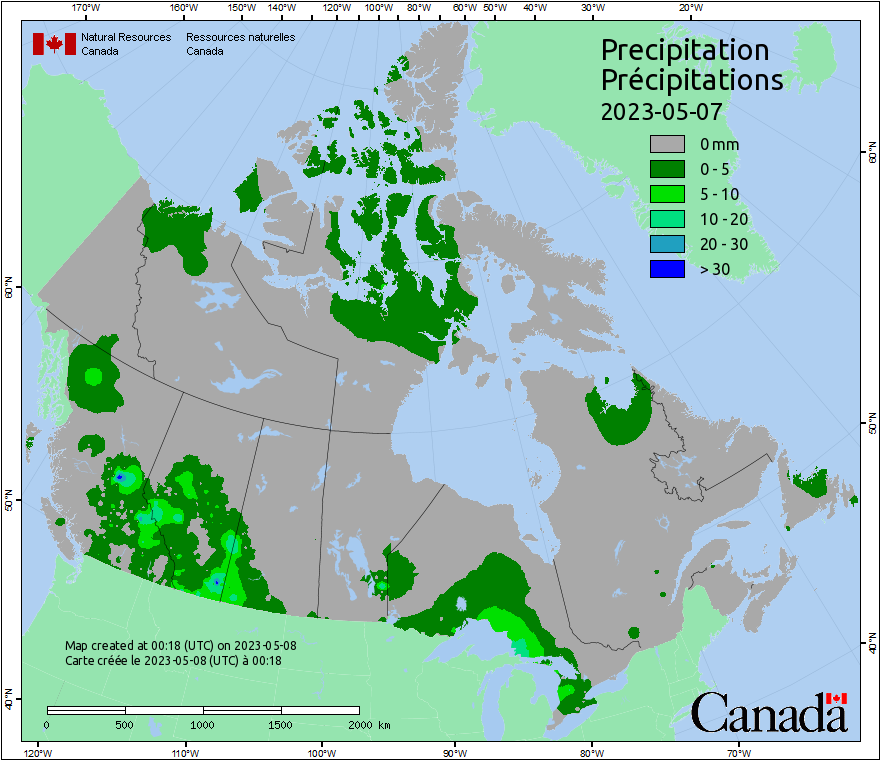 170°W 160°W 150°W 140°W 130°W 120°W 110°W 100°W 90°W 80°W 60°W 50°W 40°W 30°W 20°W
Natural Resources Canada
Ressources naturelles Canada
Precipitation
Précipitations
2023-05-07
0 mm
0 - 5
5 - 10
10 - 20
20 - 30
> 30
60°N
50°N
40°N
60°N
50°N
40°N
Map created at 00:18 (UTC) on 2023-05-08
Carte créée le 2023-05-08 (UTC) à 00:18
0 500 1000 1500 2000 km
Canada
120°W 110°W 100°W 90°W 80°W 70°W